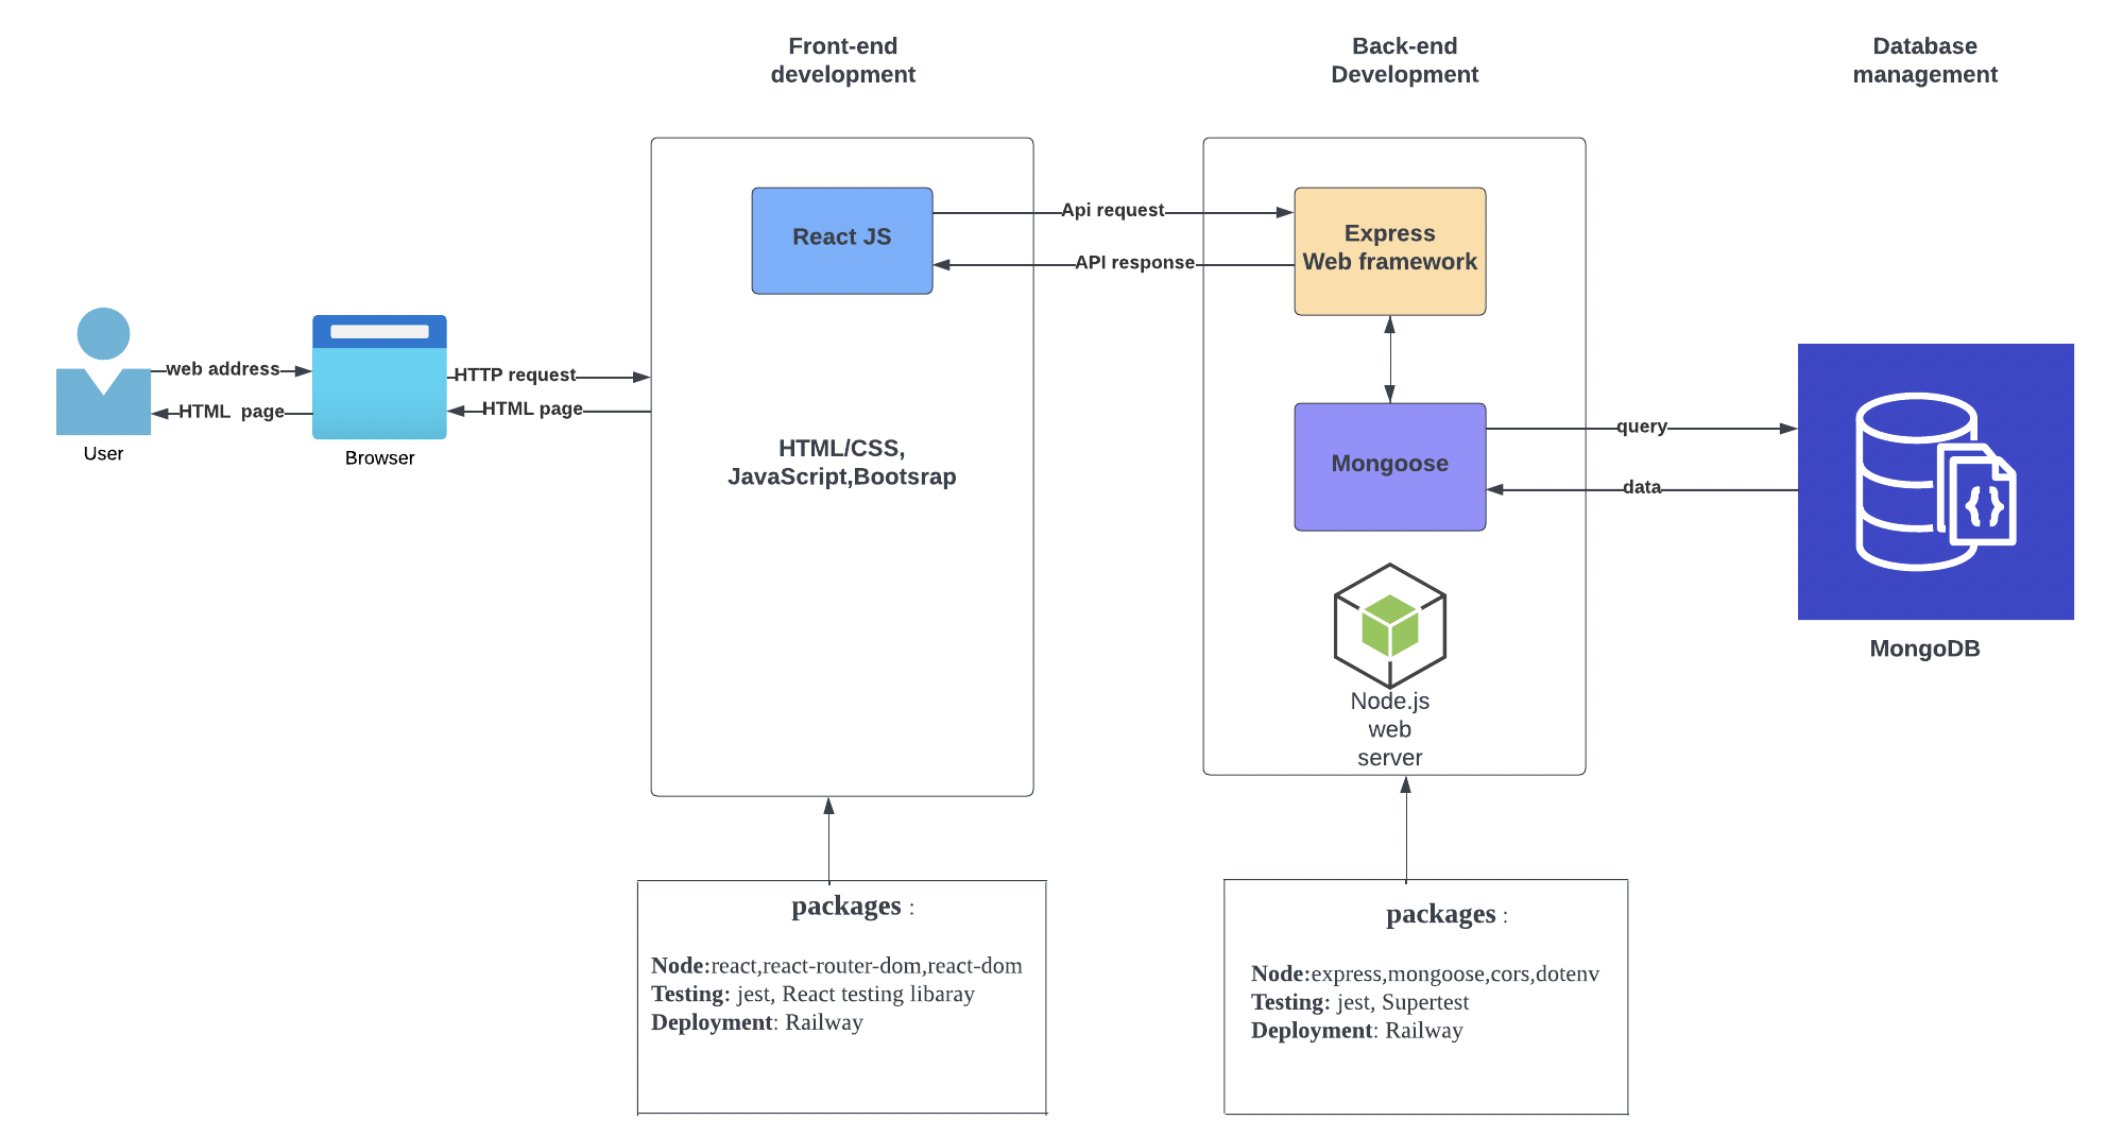 Front-end
development
Back-end
Development
Database
management
React JS
Api request
API response
Express
Web framework
web address
HTML  page
User
Browser
HTTP request
HTML page
HTML/CSS,
JavaScript,Bootsrap
Mongoose
query
data
MongoDB
Node.js
web
server
packages :
Node:react,react-router-dom,react-dom
Testing: jest, React testing libaray
Deployment: Railway
packages :
Node:express,mongoose,cors,dotenv
Testing: jest, Supertest
Deployment: Railway